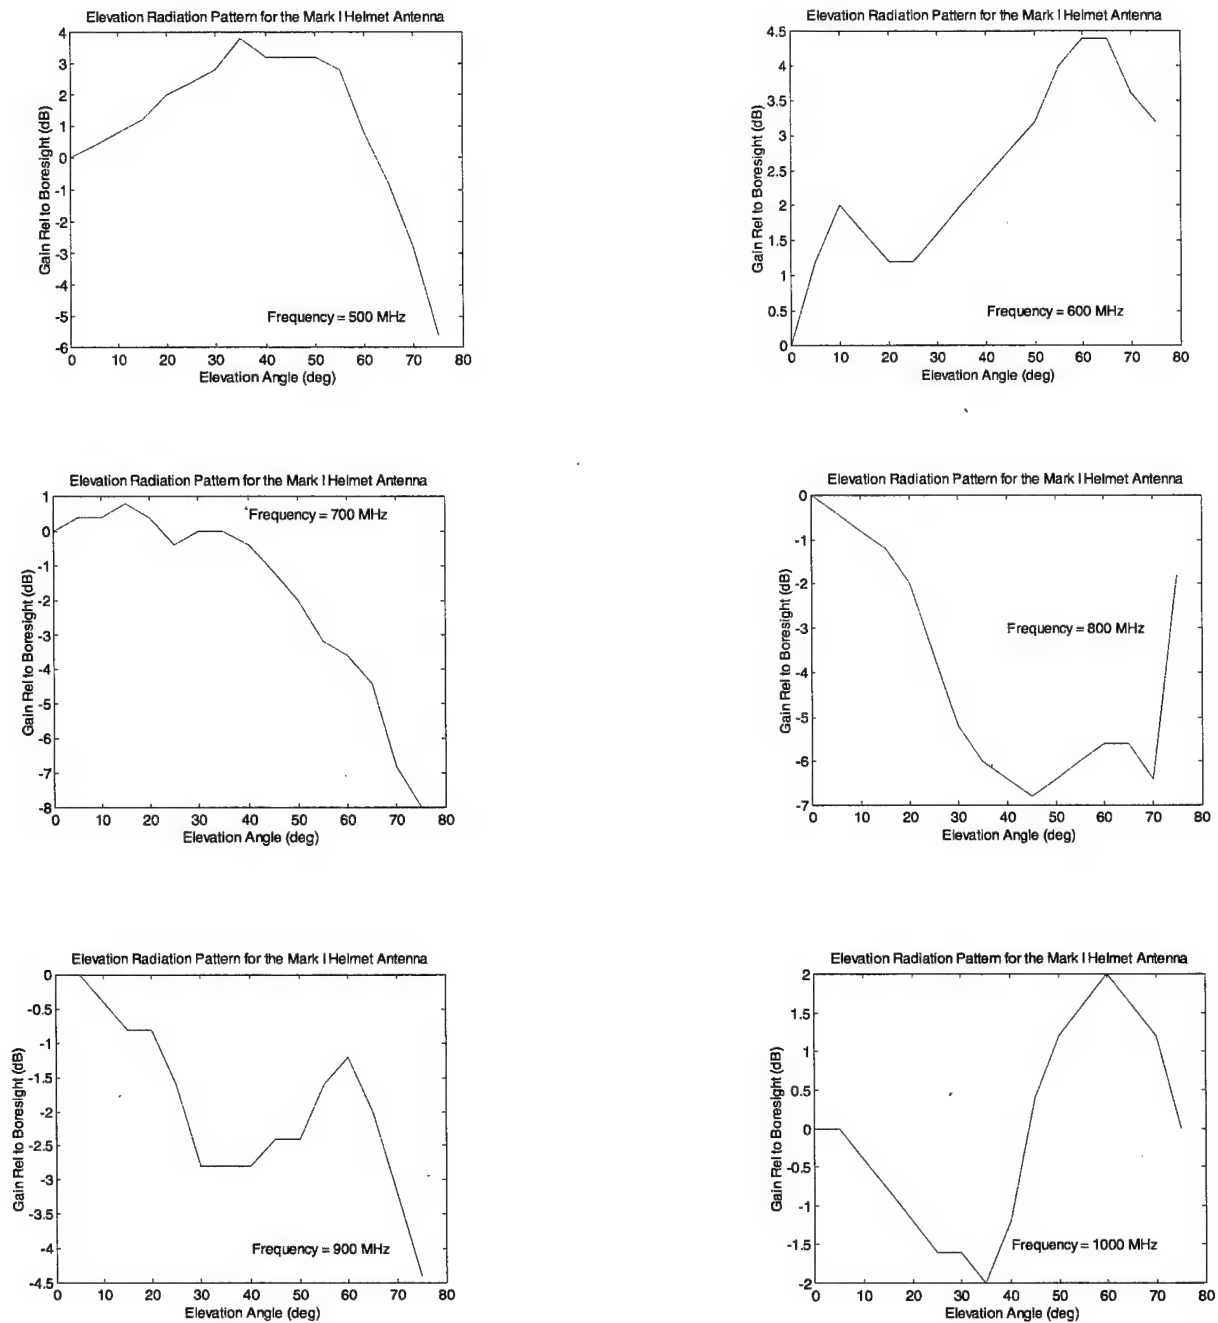 Elevation Radiation Pattern for the Mark I Helmet Antenna
4
3
2
1
0
-1
-2
-3
-4
-5
-6
Gain Rel to Boresight (dB)
Frequency = 500 MHz
0 10 20 30 40 50 60 70 80
Elevation Angle (deg)
Elevation Radiation Pattern for the Mark I Helmet Antenna
4.5
4
3.5
3
2.5
2
1.5
1
0.5
0
Gain Rel to Boresight (dB)
Frequency = 600 MHz
0 10 20 30 40 50 60 70 80
Elevation Angle (deg)
Elevation Radiation Pattern for the Mark I Helmet Antenna
1
0
-1
-2
-3
-4
-5
-6
-7
-8
Gain Rel to Boresight (dB)
Frequency = 700 MHz
0 10 20 30 40 50 60 70 80
Elevation Angle (deg)
Elevation Radiation Pattern for the Mark I Helmet Antenna
0
-1
-2
-3
-4
-5
-6
-7
Gain Rel to Boresight (dB)
Frequency = 800 MHz
0 10 20 30 40 50 60 70 80
Elevation Angle (deg)
Elevation Radiation Pattern for the Mark I Helmet Antenna
0
-0.5
-1
-1.5
-2
-2.5
-3
-3.5
-4
-4.5
Gain Rel to Boresight (dB)
Frequency = 900 MHz
0 10 20 30 40 50 60 70 80
Elevation Angle (deg)
Elevation Radiation Pattern for the Mark I Helmet Antenna
2
1.5
1
0.5
0
-0.5
-1
-1.5
-2
Gain Rel to Boresight (dB)
Frequency = 1000 MHz
0 10 20 30 40 50 60 70 80
Elevation Angle (deg)